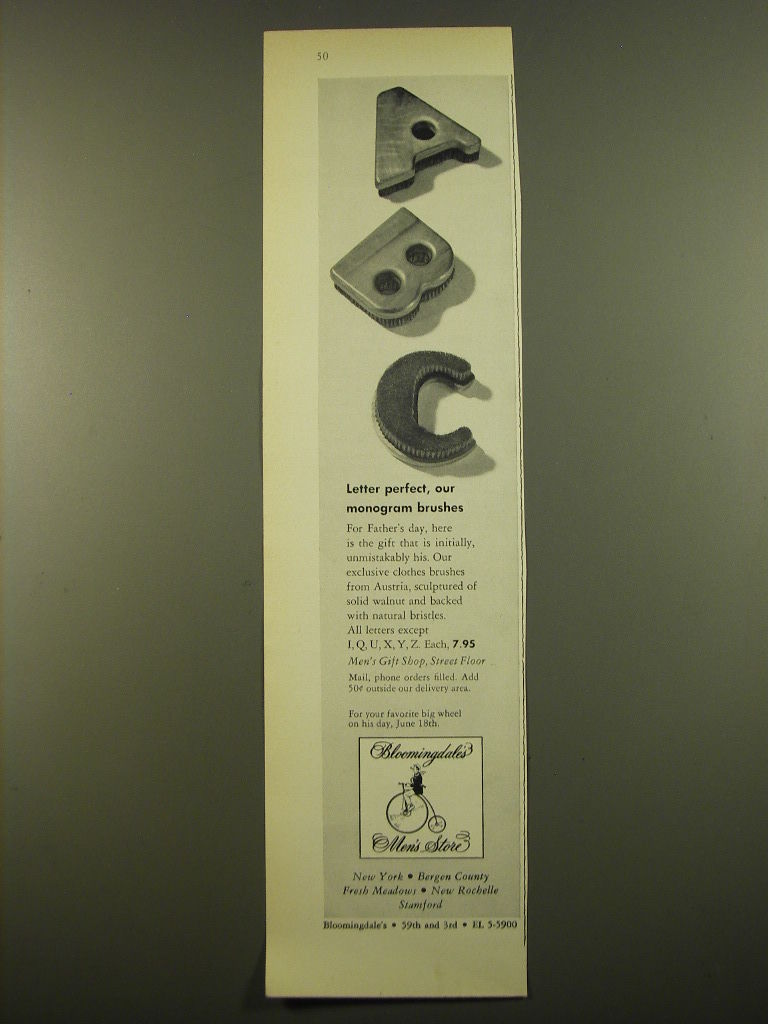 50
A
B
C
Letter perfect, our
monogram brushes
For Father's day, here
is the gift that is initially,
unmistakably his. Our
exclusive clothes brushes
from Austria, sculptured of
solid walnut and backed
with natural bristles.
All letters except
I, Q, U, X, Y, Z. Each, 7.95
Men's Gift Shop, Street Floor
Mail, phone orders filled. Add
50¢ outside our delivery area.
For your favorite big wheel
on his day, June 18th.
Bloomingdale's
Men's Store
New York • Bergen County
Fresh Meadows • New Rochelle
Stamford
Bloomingdale's • 59th and 3rd • EL 5-5900